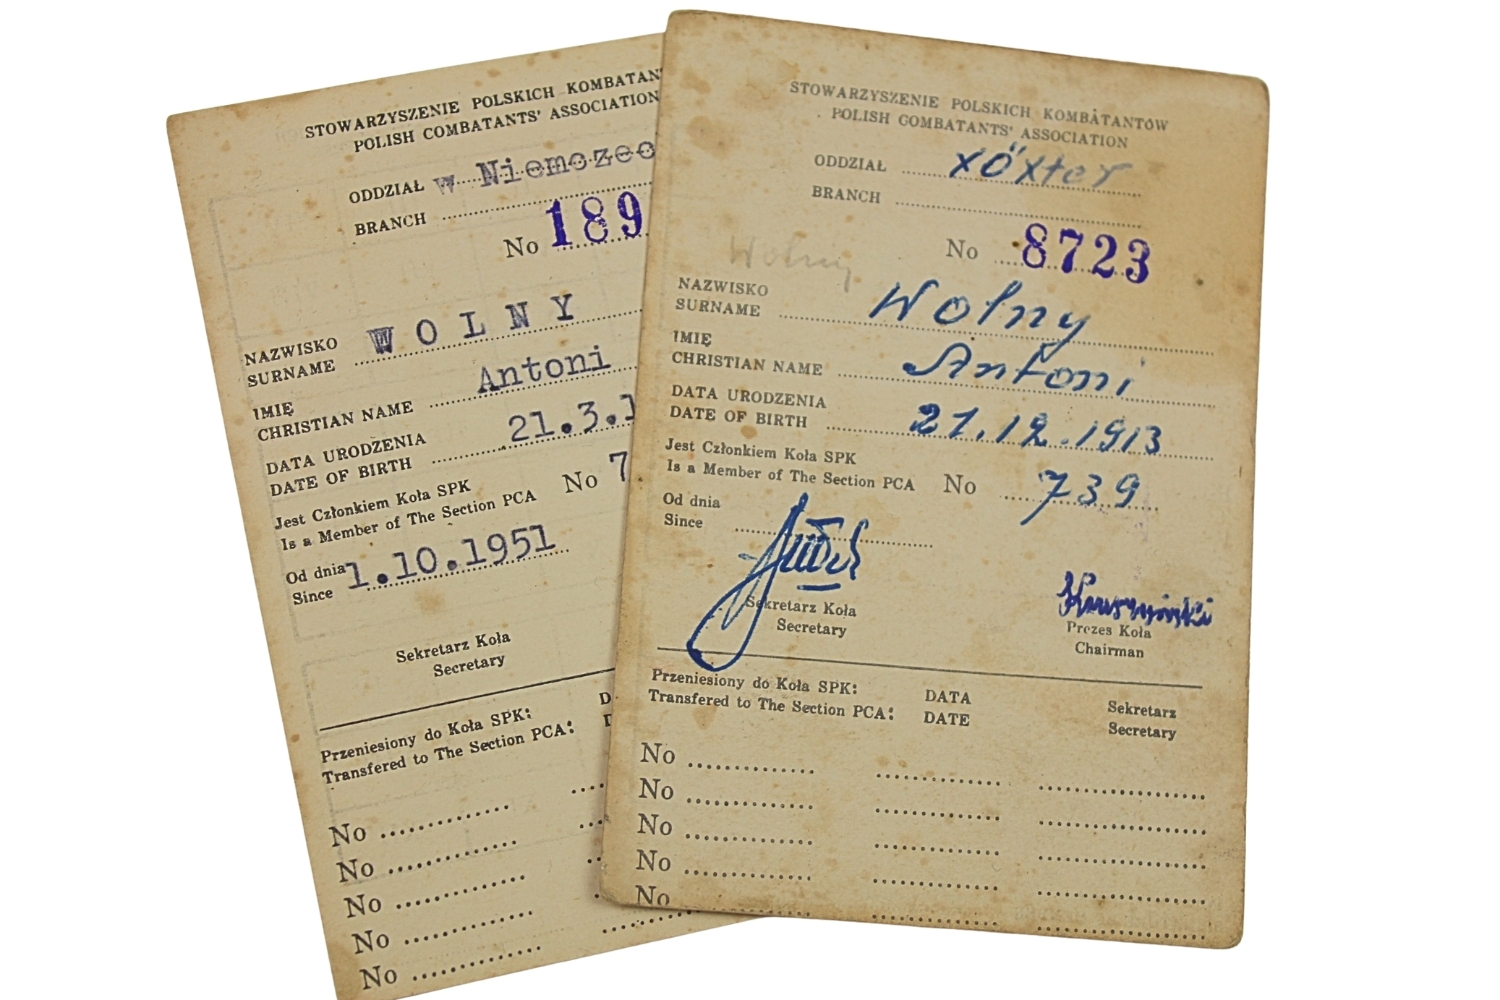 STOWARZYSZENIE POLSKICH KOMBATAN
POLISH COMBATANTS' ASSOCIATION
ODDZIAŁ w Niemczec
BRANCH
No 189
NAZWISKO
SURNAME WOLNY
IMIĘ
CHRISTIAN NAME Antoni
DATA URODZENIA
DATE OF BIRTH 21.3.1
Jest Członkiem Koła SPK
Is a Member of The Section PCA No 7
Od dnia
Since 1.10.1951
Sekretarz Koła
Secretary
Przeniesiony do Koła SPK: D
Transfered to The Section PCA: D
No
No
No
No
No
STOWARZYSZENIE POLSKICH KOMBATANTÓW
POLISH COMBATANTS' ASSOCIATION
ODDZIAŁ Xöxter
BRANCH
No 8723
Wolny
NAZWISKO
SURNAME Wolny
IMIĘ
CHRISTIAN NAME Antoni
DATA URODZENIA
DATE OF BIRTH 21.12.1913
Jest Członkiem Koła SPK
Is a Member of The Section PCA No 739
Od dnia
Since
Sekretarz Koła
Secretary
Prezes Koła
Chairman
Przeniesiony do Koła SPK: DATA Sekretarz
Transfered to The Section PCA: DATE Secretary
No
No
No
No
No